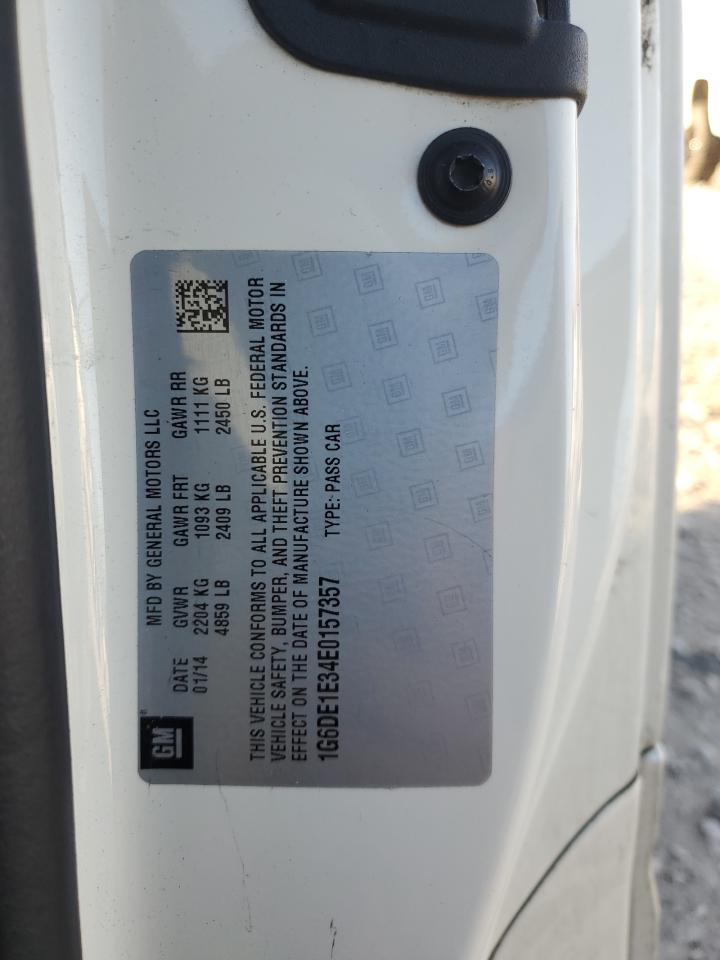 GM
MFD BY GENERAL MOTORS LLC
DATE GVWR GAWR FRT GAWR RR
01/14 2204 KG 1093 KG 1111 KG
4859 LB 2409 LB 2450 LB
THIS VEHICLE CONFORMS TO ALL APPLICABLE U.S. FEDERAL MOTOR
VEHICLE SAFETY, BUMPER, AND THEFT PREVENTION STANDARDS IN
EFFECT ON THE DATE OF MANUFACTURE SHOWN ABOVE.
1G6DE1E34E0157357 TYPE: PASS CAR